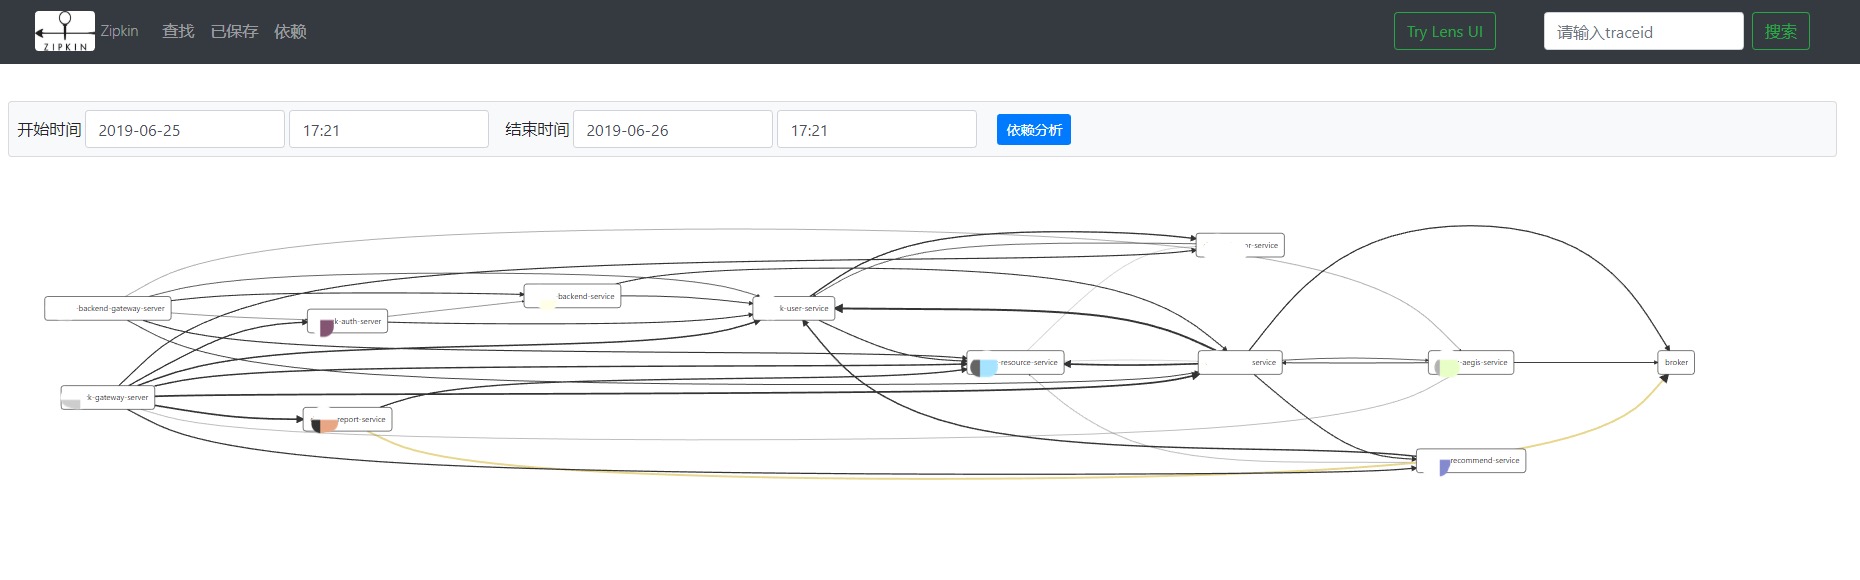 ZIPKIN Zipkin 查找 已保存 依赖 Try Lens UI 请输入traceid 搜索
开始时间 2019-06-25 17:21 结束时间 2019-06-26 17:21 依赖分析
or-service
backend-service
-backend-gateway-server
k-user-service
k-auth-server
-resource-service
service
-aegis-service
broker
k-gateway-server
report-service
recommend-service